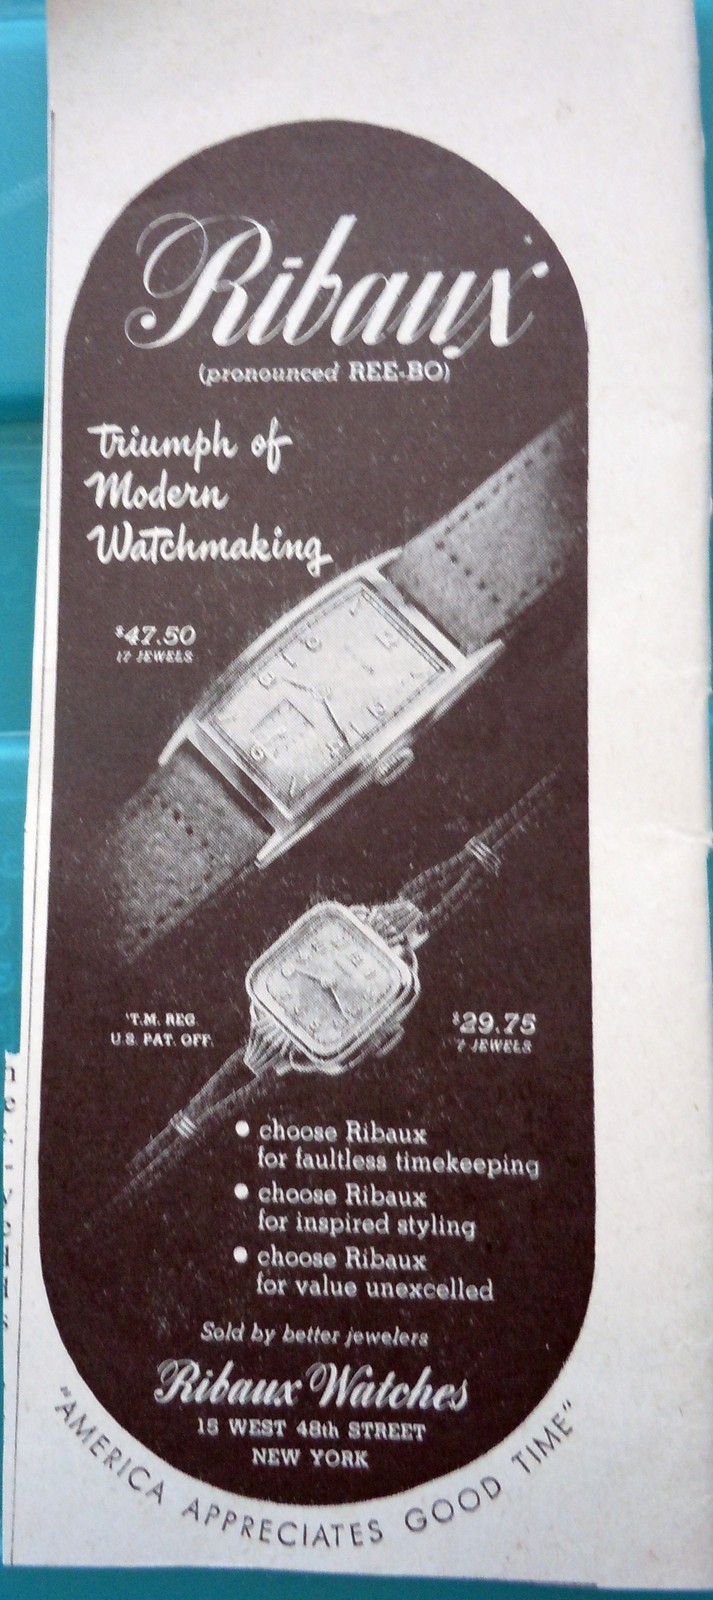 Ribaux
(pronounced REE-BO)
Triumph of
Modern
Watchmaking
$47.50
17 JEWELS
'T.M. REG.
U.S. PAT. OFF.
$29.75
7 JEWELS
• choose Ribaux
for faultless timekeeping
• choose Ribaux
for inspired styling
• choose Ribaux
for value unexcelled
Sold by better jewelers
Ribaux Watches
15 WEST 48th STREET
NEW YORK
"AMERICA APPRECIATES GOOD TIME"